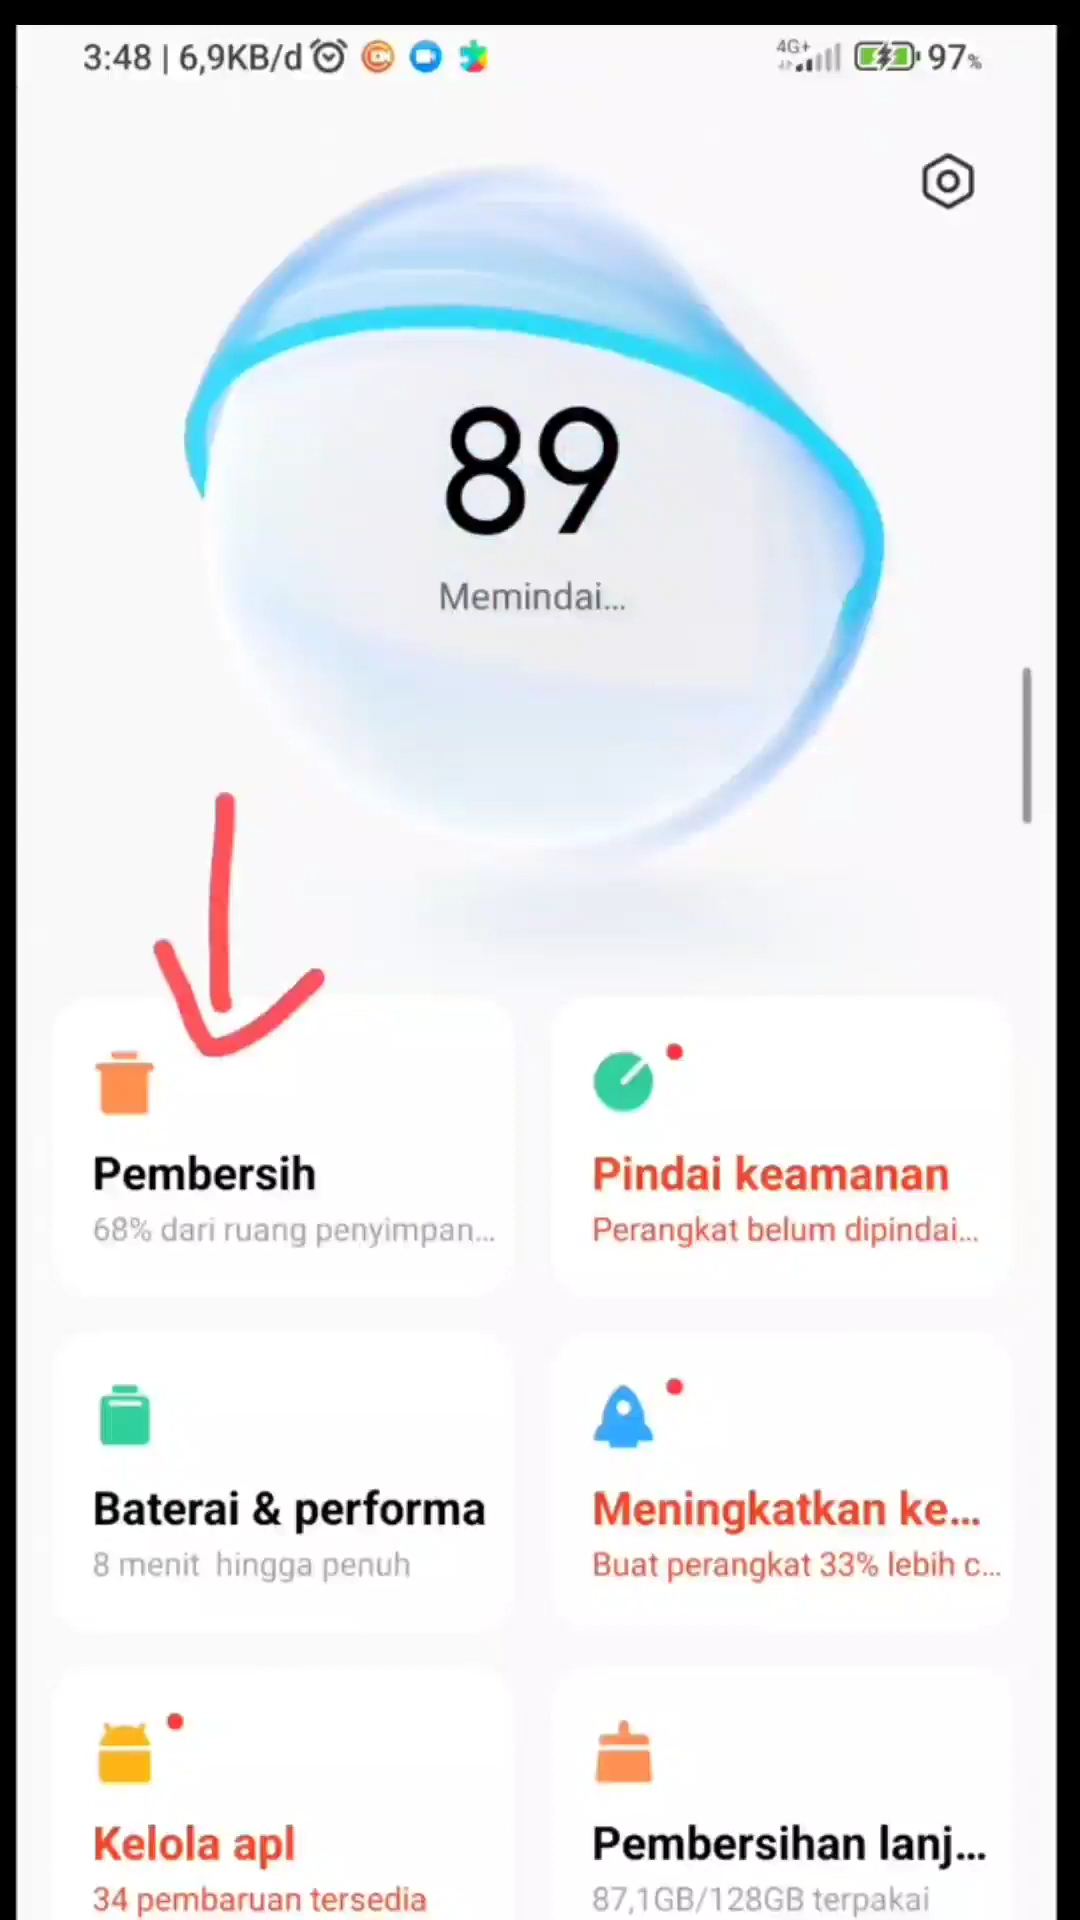 3:48 | 6,9KB/d 4G+ 97%
89
Memindai...
Pembersih
68% dari ruang penyimpan...
Pindai keamanan
Perangkat belum dipindai...
Baterai & performa
8 menit hingga penuh
Meningkatkan ke...
Buat perangkat 33% lebih c...
Kelola apl
34 pembaruan tersedia
Pembersihan lanj...
87,1GB/128GB terpakai